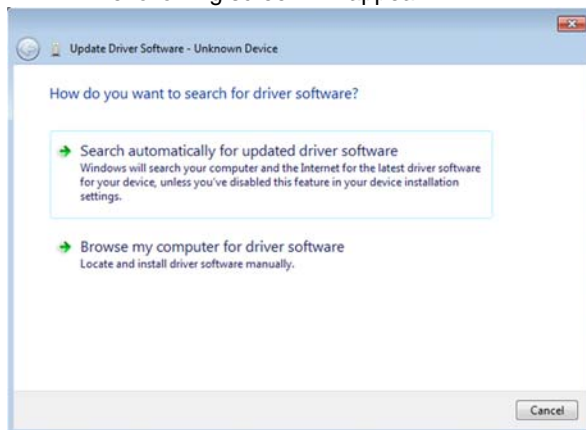 Update Driver Software - Unknown Device
How do you want to search for driver software?
Search automatically for updated driver software
Windows will search your computer and the Internet for the latest driver software
for your device, unless you've disabled this feature in your device installation
settings.
Browse my computer for driver software
Locate and install driver software manually.
Cancel